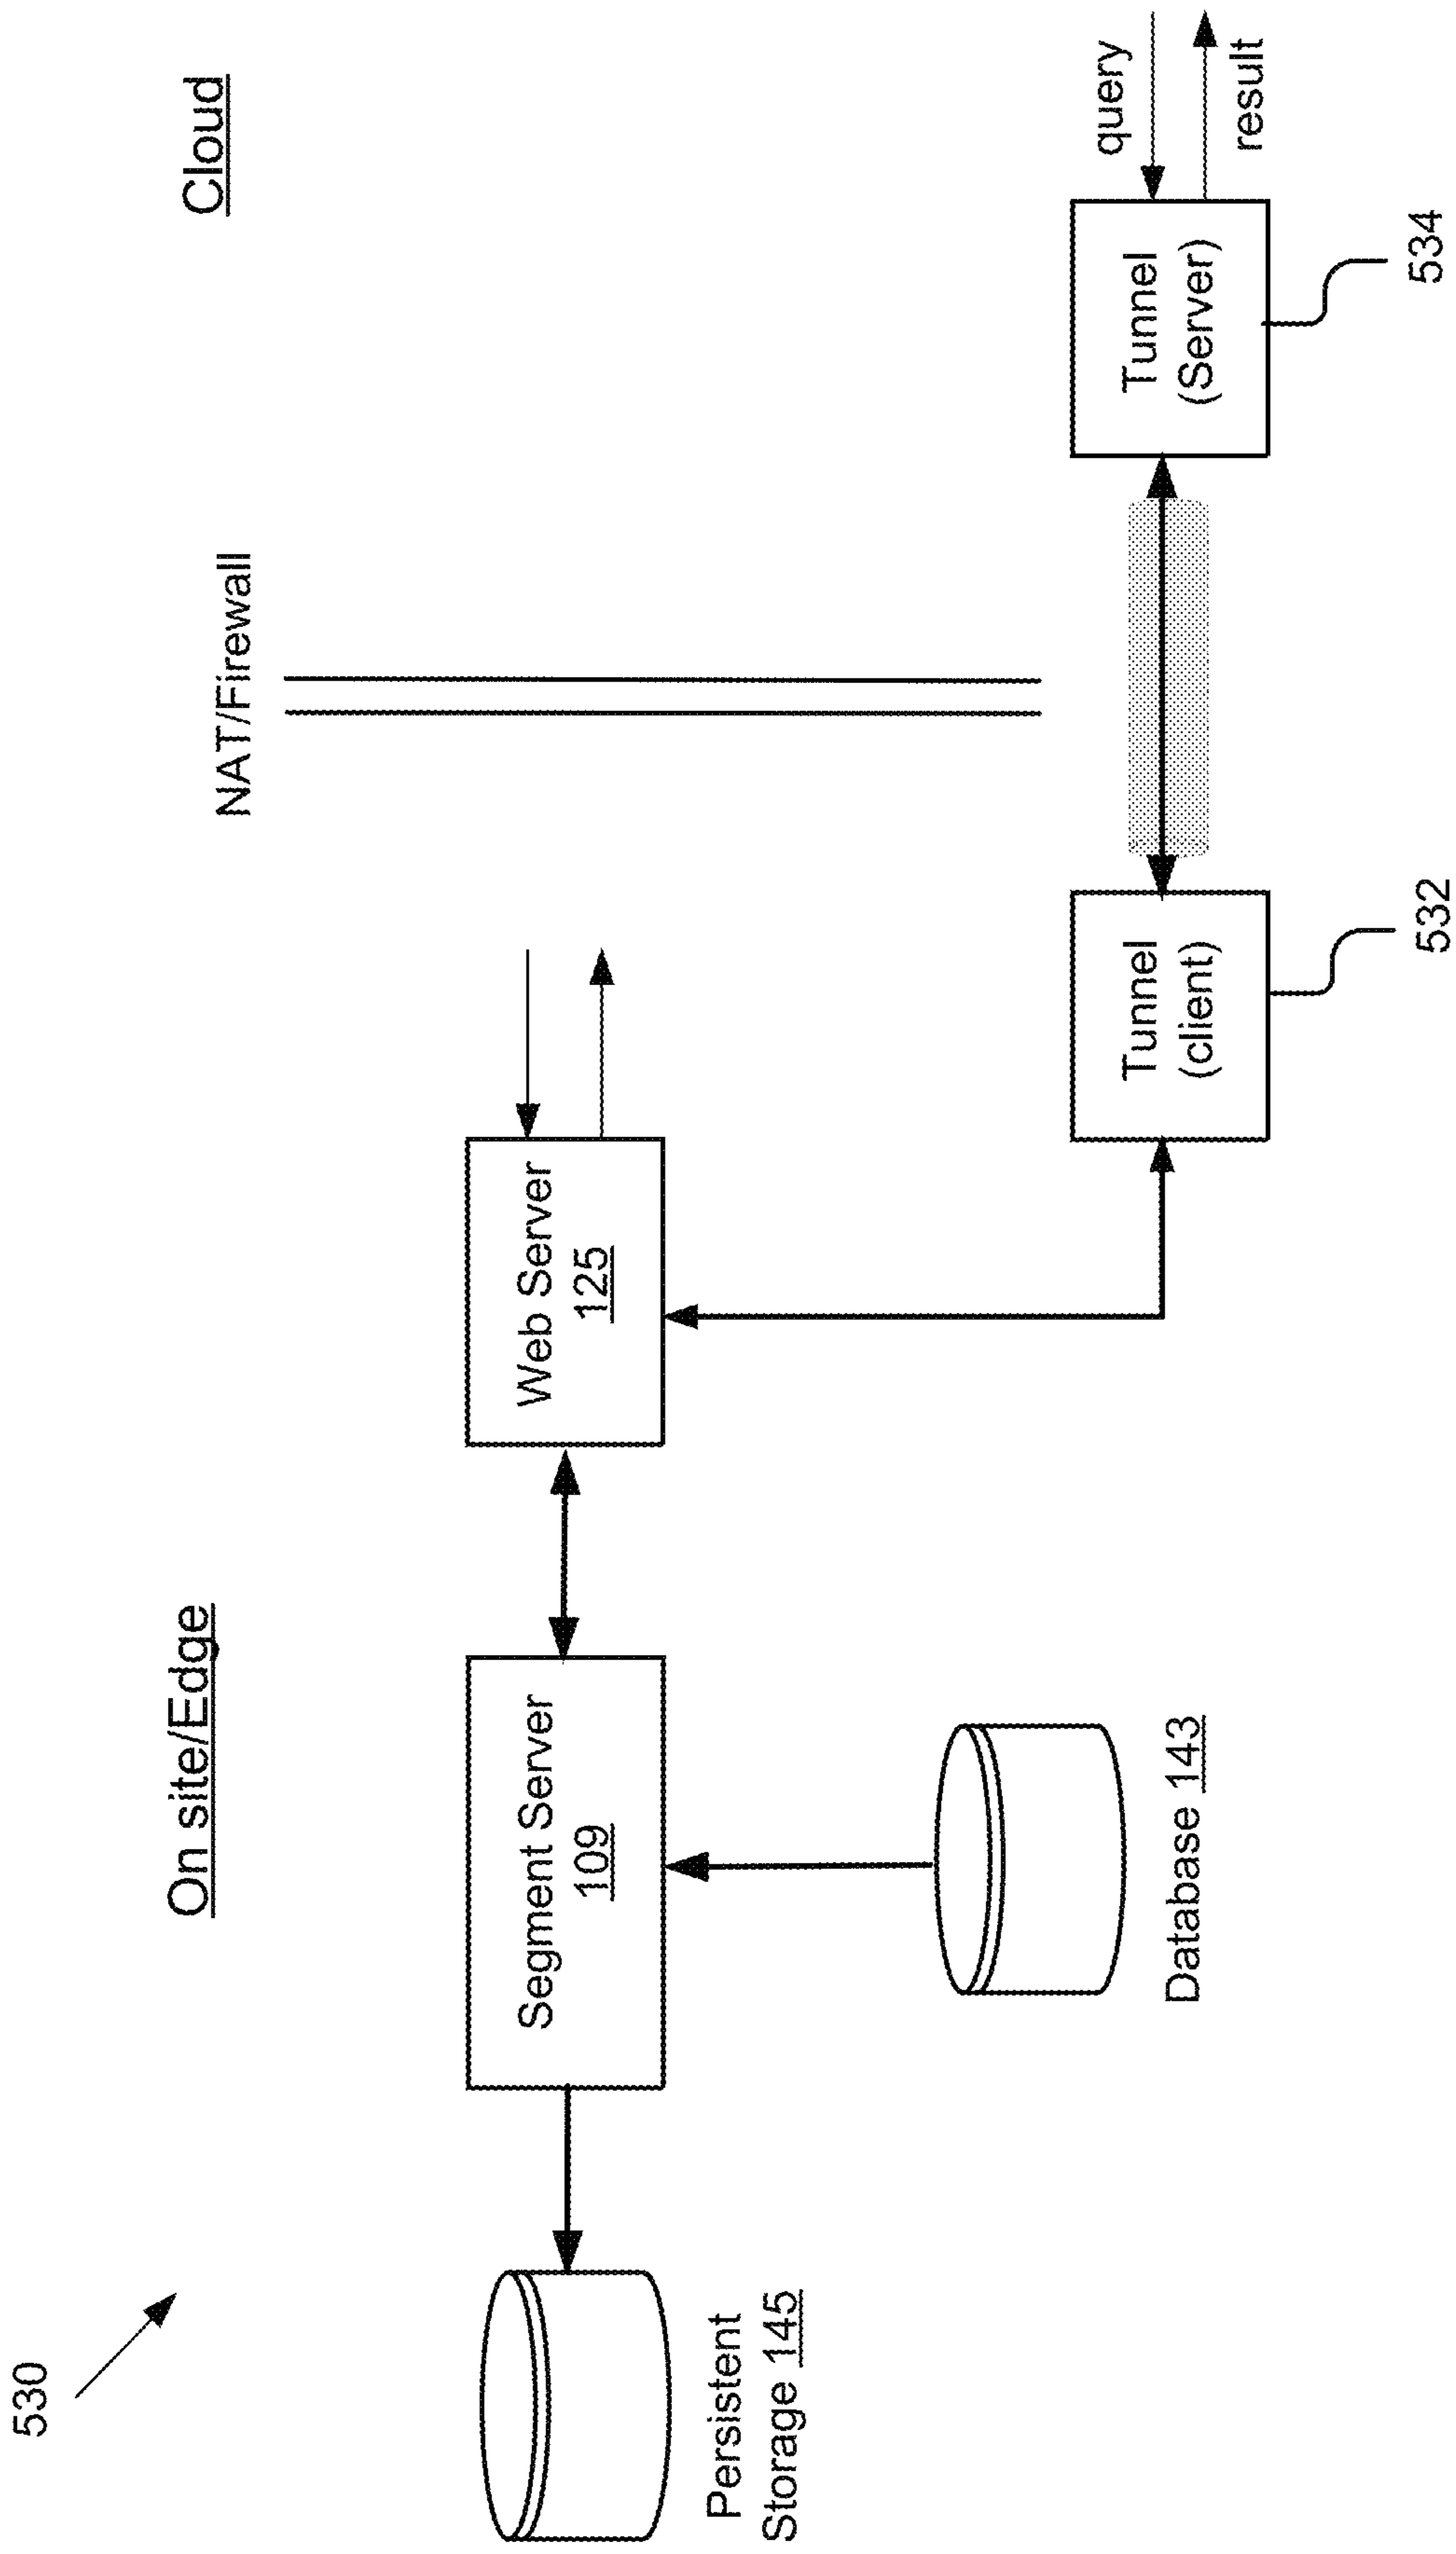 530
On site/Edge
Cloud
NAT/Firewall
Persistent
Storage 145
Segment Server
109
Web Server
125
Database 143
Tunnel
(client)
532
Tunnel
(Server)
534
query
result